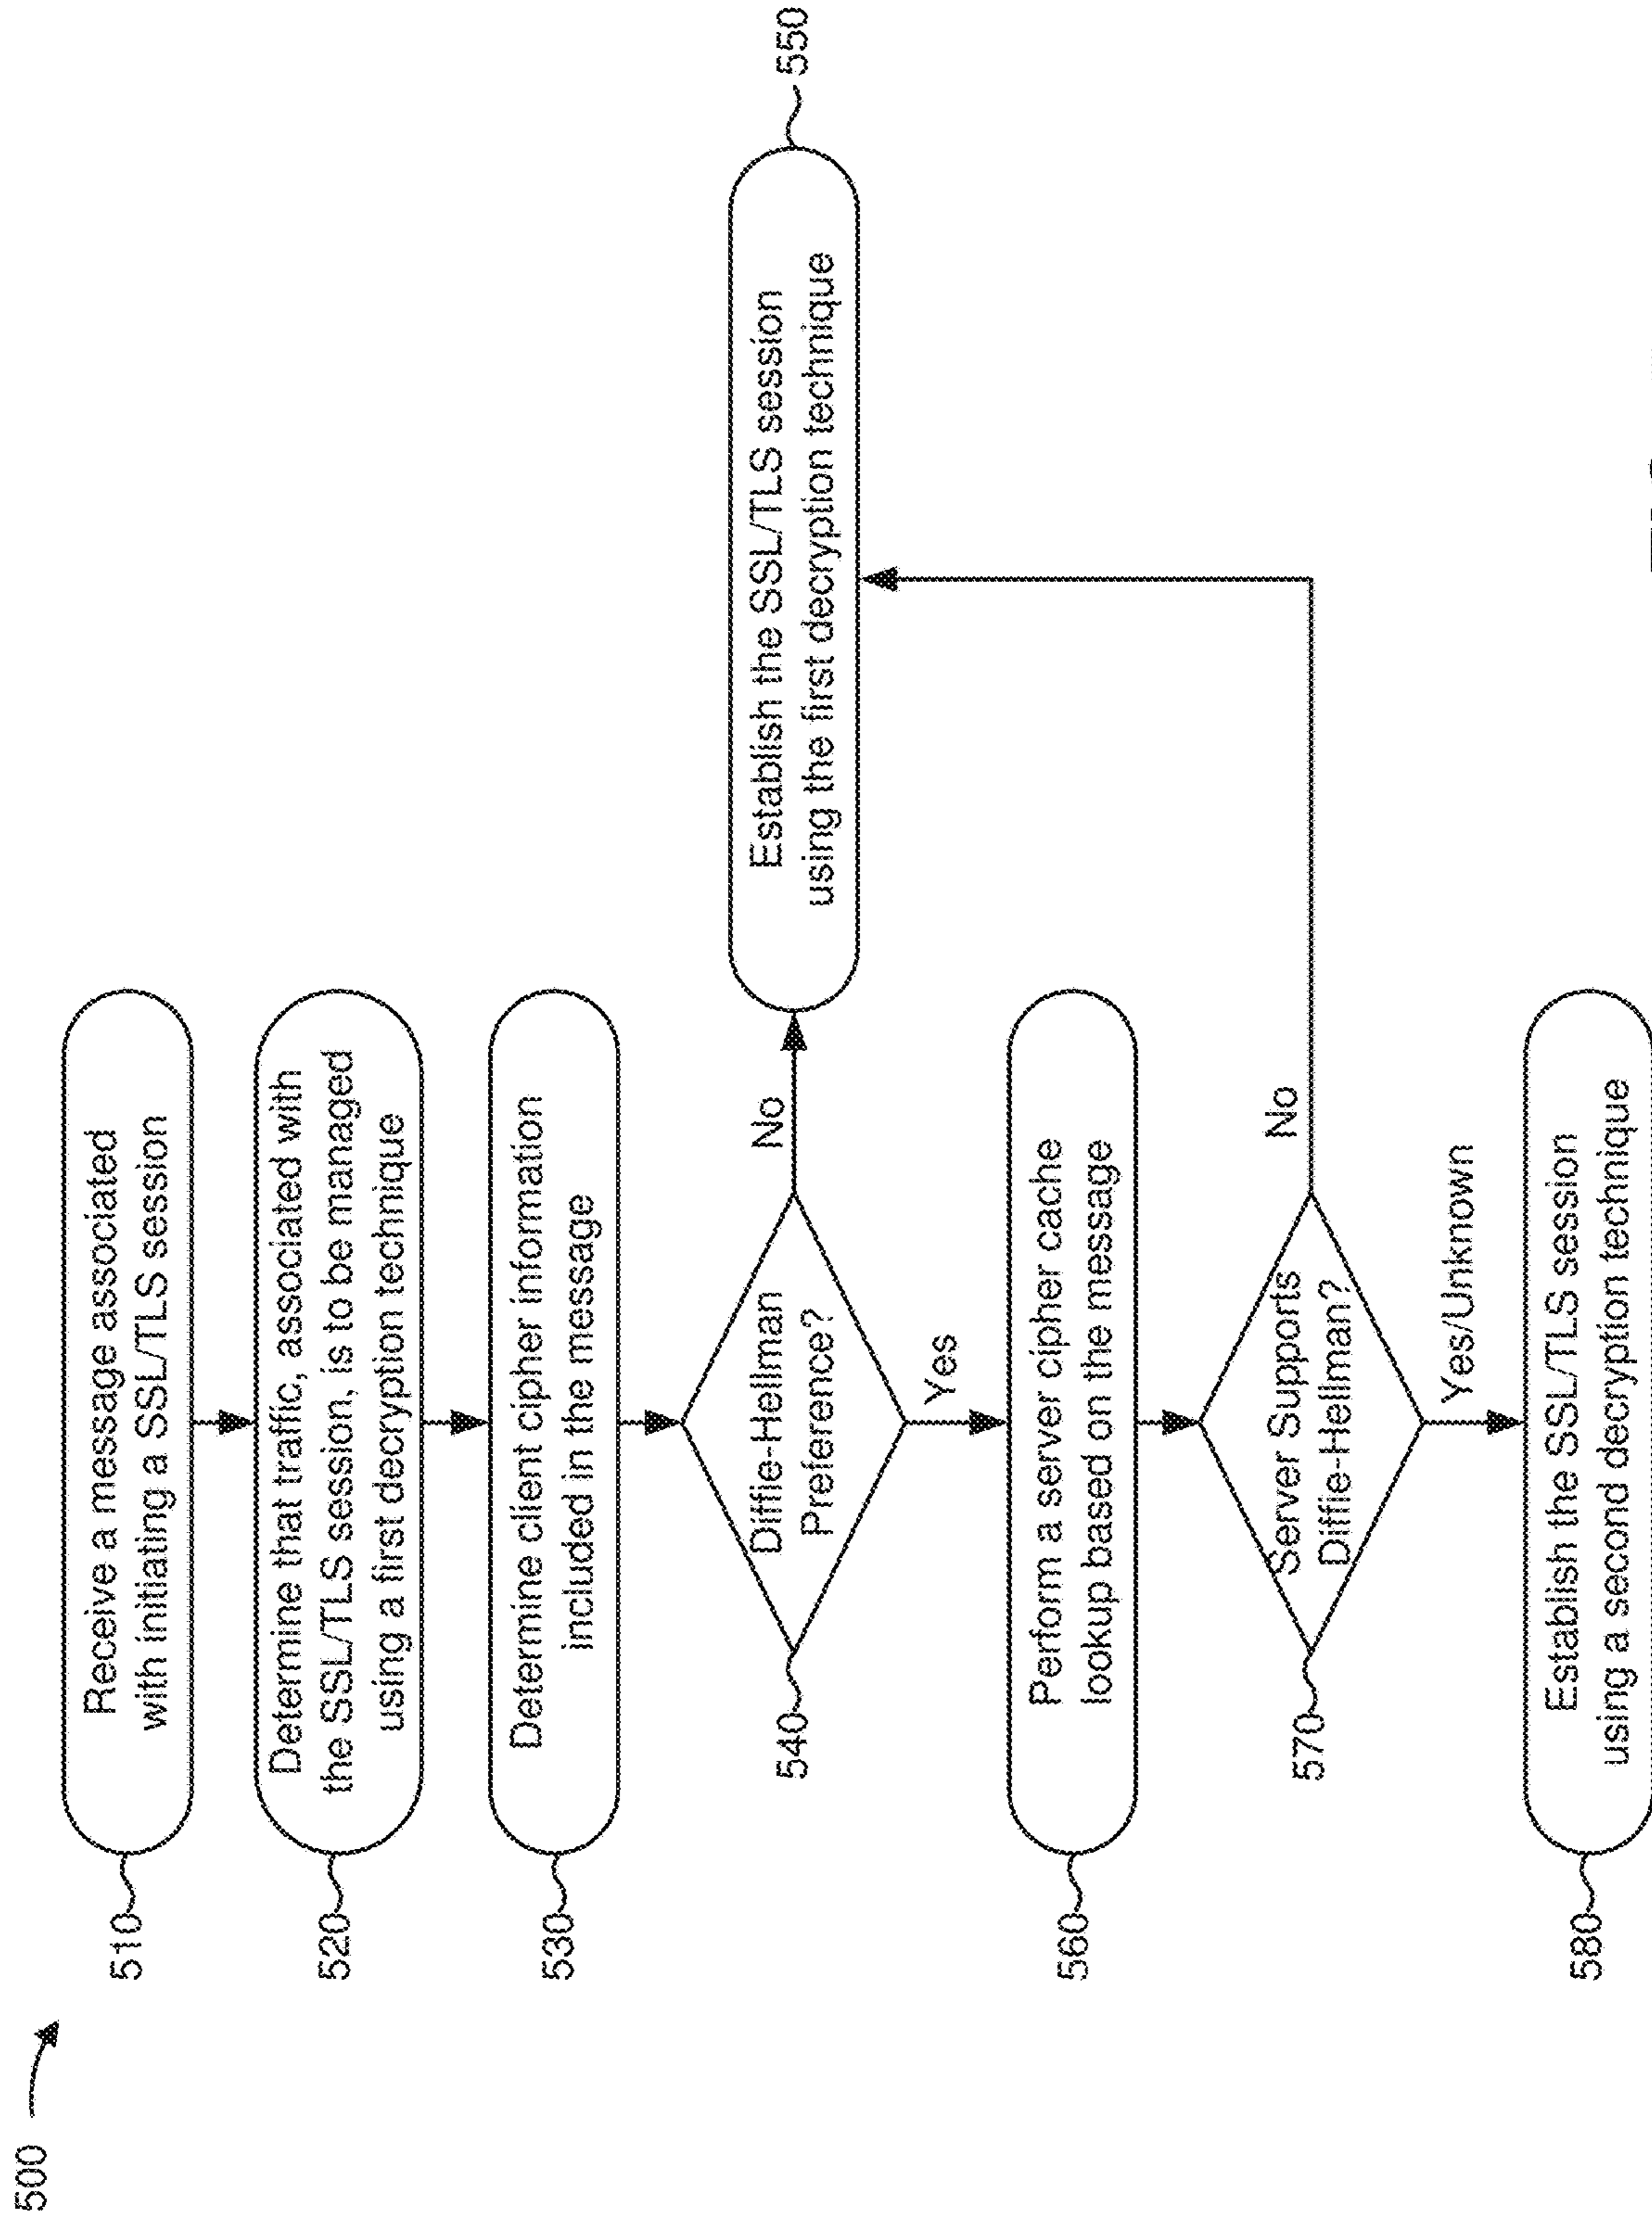 500
510
Receive a message associated
with initiating a SSL/TLS session
520
Determine that traffic, associated with
the SSL/TLS session, is to be managed
using a first decryption technique
530
Determine client cipher information
included in the message
540
Diffie-Hellman
Preference?
No
Yes
550
Establish the SSL/TLS session
using the first decryption technique
560
Perform a server cipher cache
lookup based on the message
570
Server Supports
Diffie-Hellman?
No
Yes/Unknown
580
Establish the SSL/TLS session
using a second decryption technique